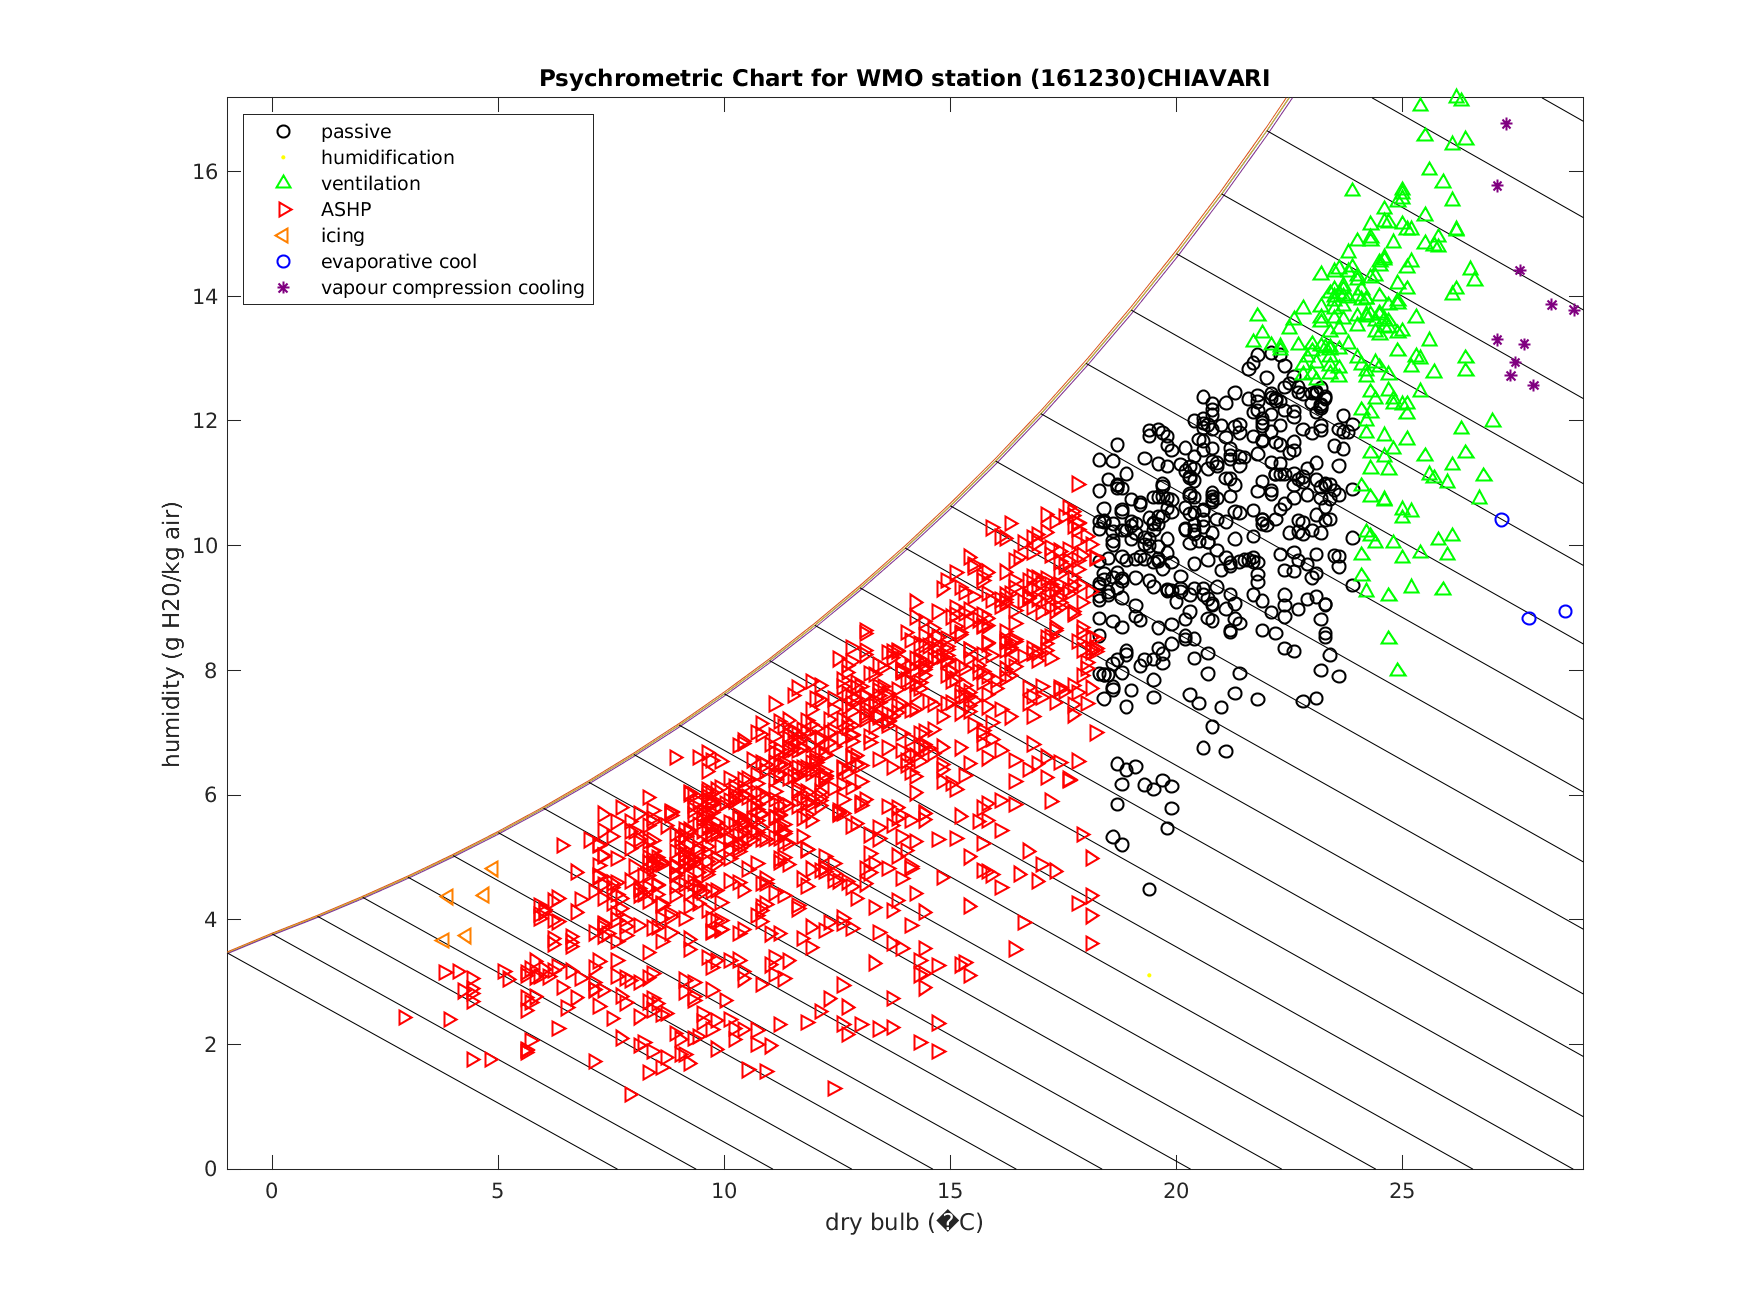 Psychrometric Chart for WMO station (161230)CHIAVARI
passive
humidification
ventilation
ASHP
icing
evaporative cool
vapour compression cooling
humidity (g H20/kg air)
16
14
12
10
8
6
4
2
0
0 5 10 15 20 25
dry bulb (�C)